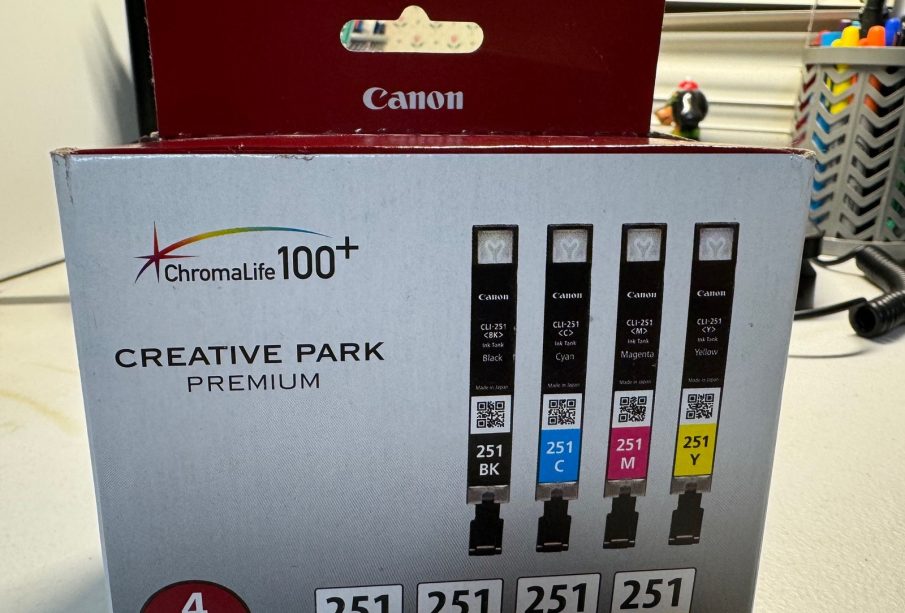 Canon
ChromaLife 100+
CREATIVE PARK
PREMIUM
Canon
CLI-251
<BK>
Ink Tank
Black
Made in Japan
251
BK
Canon
CLI-251
<C>
Ink Tank
Cyan
Made in Japan
251
C
Canon
CLI-251
<M>
Ink Tank
Magenta
Made in Japan
251
M
Canon
CLI-251
<Y>
Ink Tank
Yellow
Made in Japan
251
Y
4
251 251 251 251